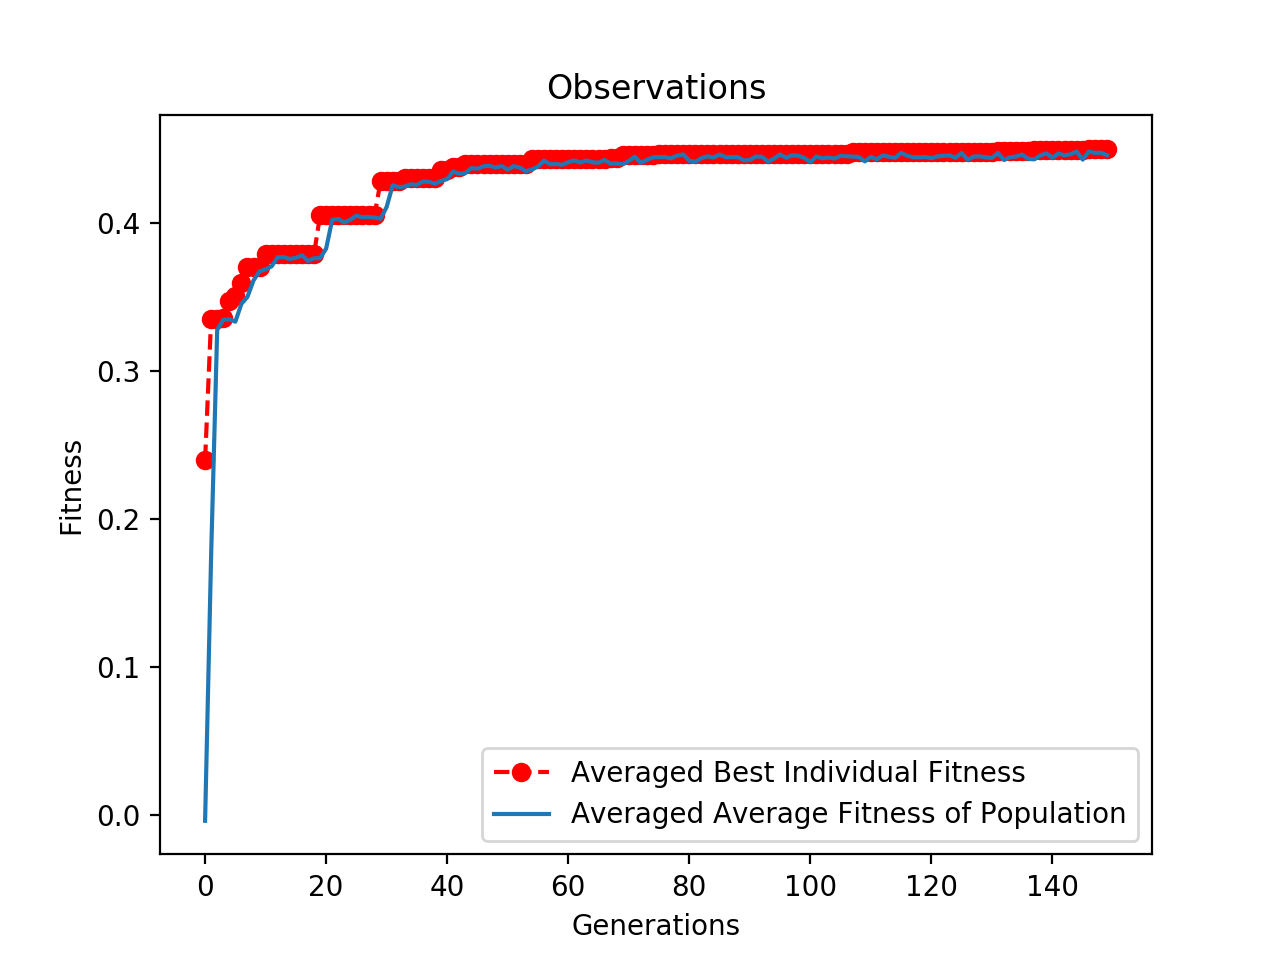 Observations
0.4
0.3
0.2
0.1
0.0
Fitness
Averaged Best Individual Fitness
Averaged Average Fitness of Population
0 20 40 60 80 100 120 140
Generations